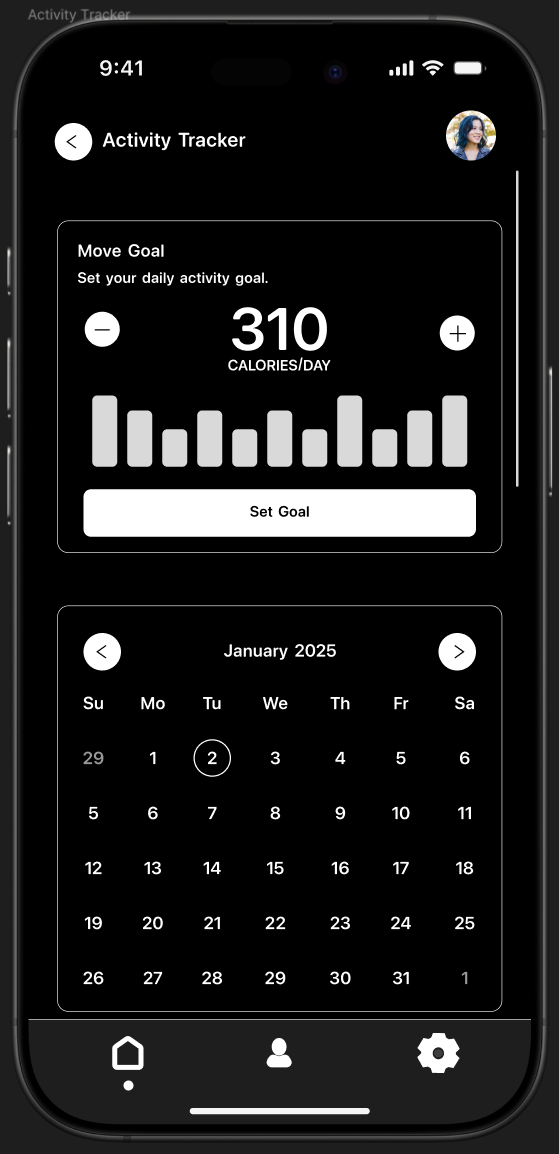 Activity Tracker
9:41
Activity Tracker
Move Goal
Set your daily activity goal.
310
CALORIES/DAY
Set Goal
January 2025
Su Mo Tu We Th Fr Sa
29 1 2 3 4 5 6
5 6 7 8 9 10 11
12 13 14 15 16 17 18
19 20 21 22 23 24 25
26 27 28 29 30 31 1